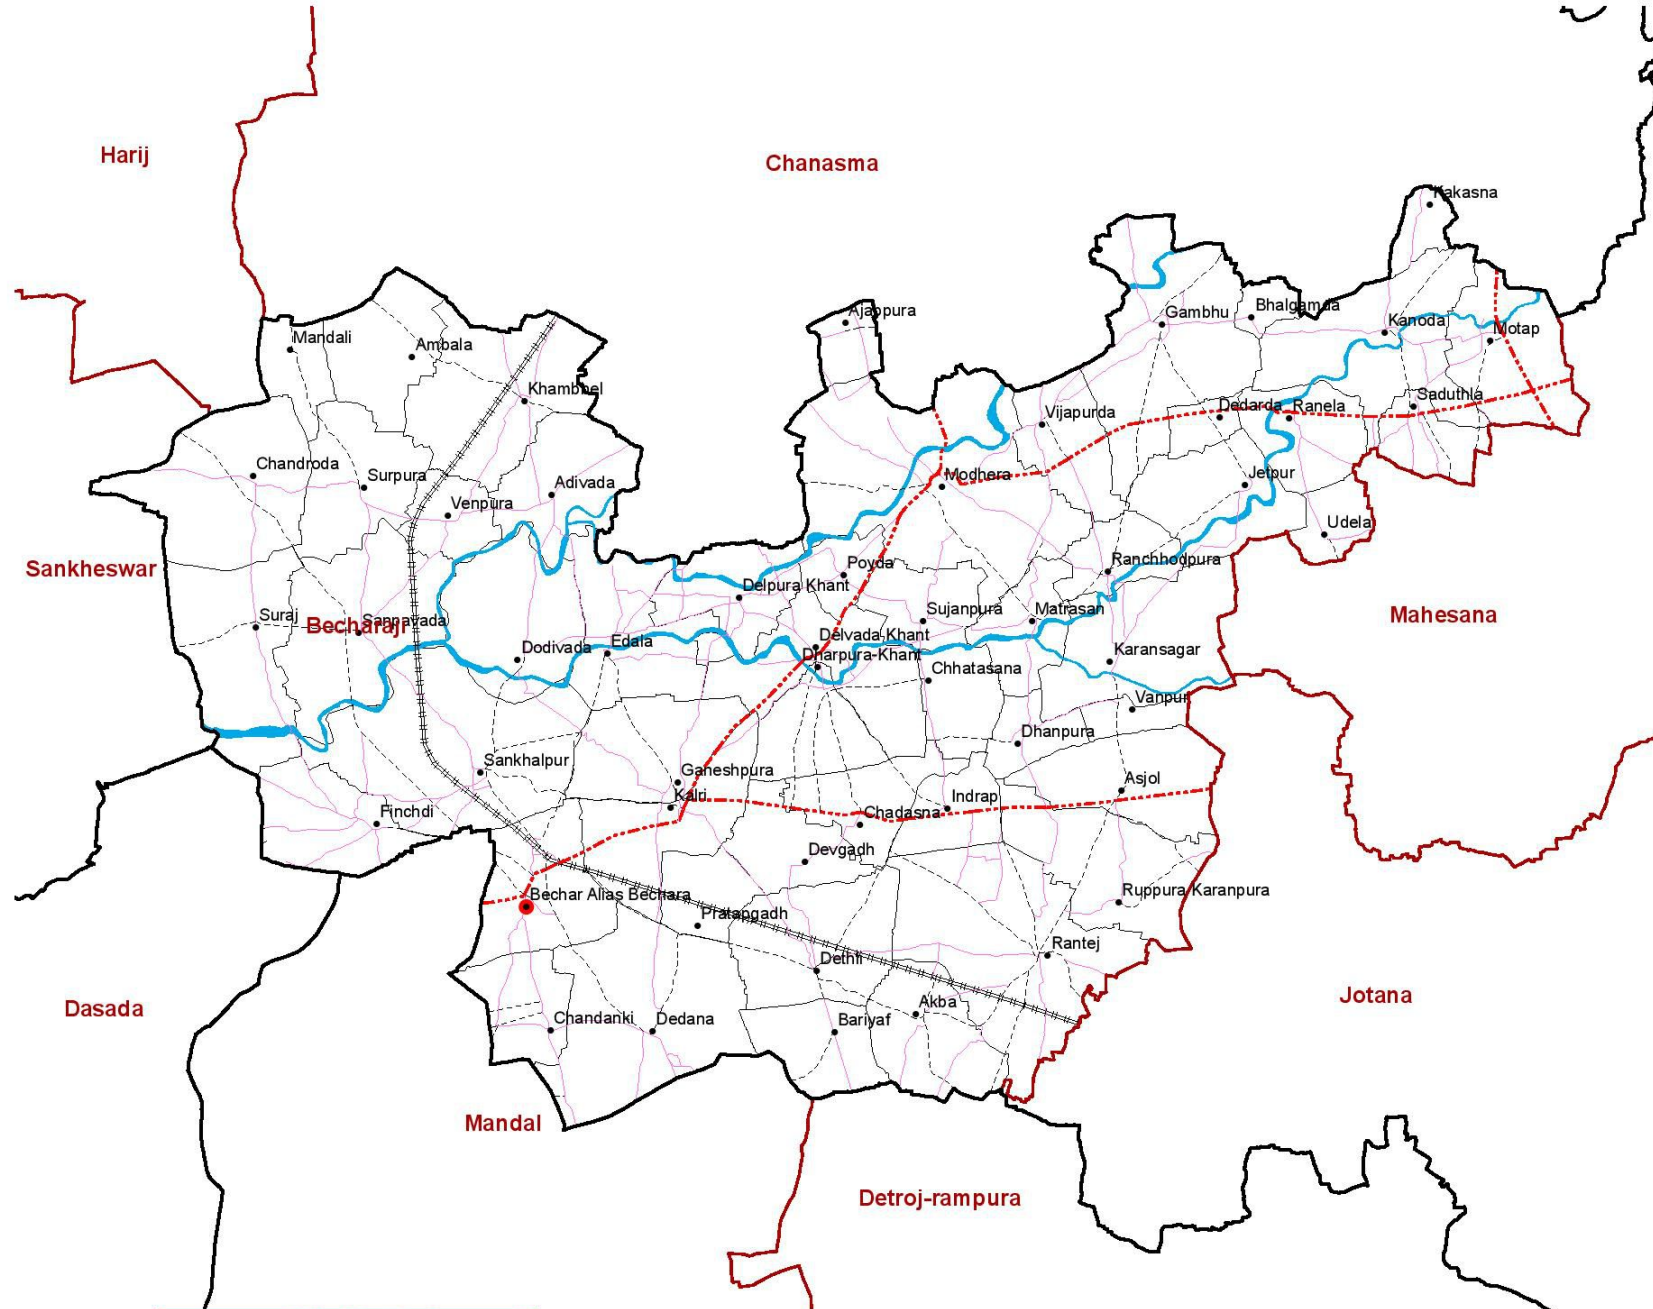 Harij
Chanasma
Kakasna
Ajabpura
Gambhu
Bhalgamda
Kanoda
Motap
Mandali
Ambala
Khambhel
Vijapurda
Dedarda
Ranela
Saduthla
Chandroda
Surpura
Venpura
Adivada
Modhera
Jetpur
Udela
Sankheswar
Poyda
Ranchhodpura
Delpura Khant
Suraj
Becharaji
Sujanpura
Matrasan
Mahesana
Dodivada
Edala
Delvada-Khant
Dharpura-Khant
Chhatasana
Karansagar
Vanpur
Dhanpura
Sankhalpur
Ganeshpura
Kalri
Asjol
Finchdi
Chadasna
Indrap
Devgadh
Bechar Alias Bechara
Pratapgadh
Ruppura Karanpura
Rantej
Dethli
Dasada
Jotana
Chandanki
Dedana
Bariyaf
Akba
Mandal
Detroj-rampura